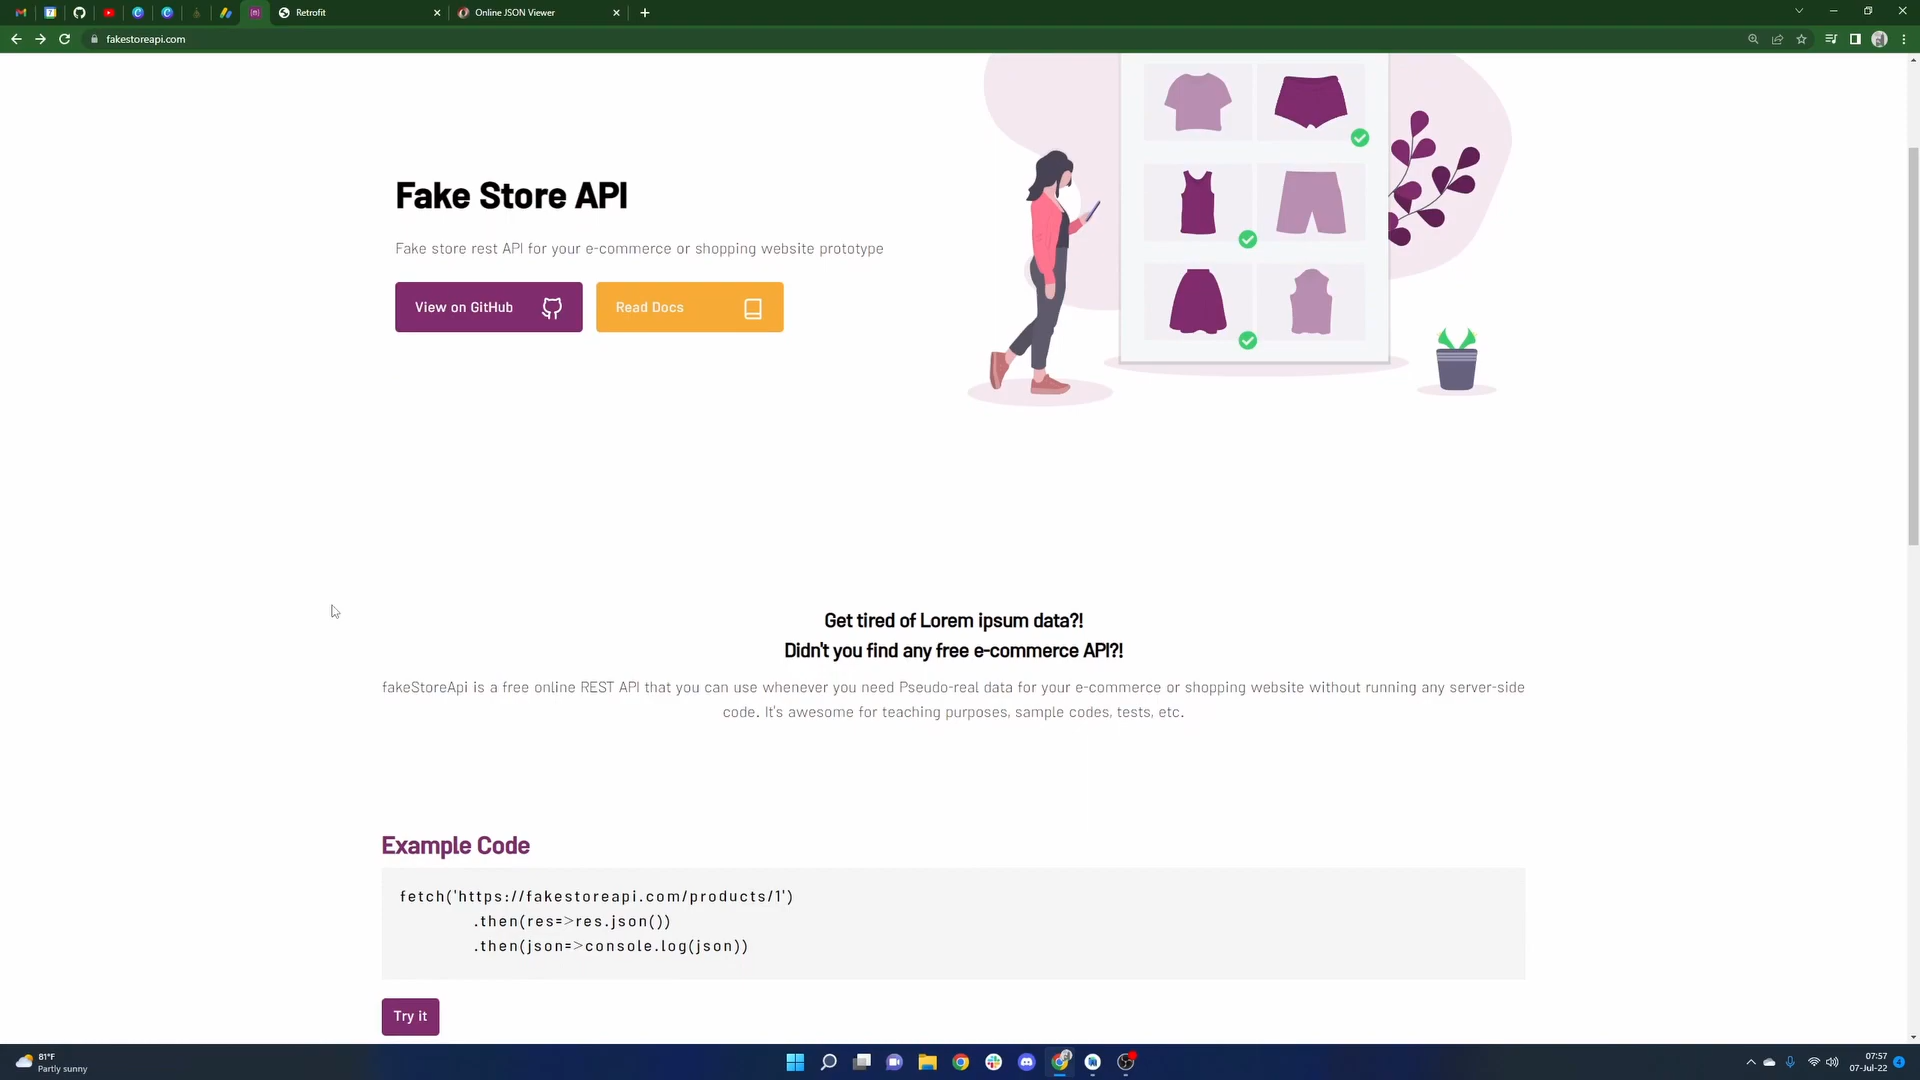 Retrofit
Online JSON Viewer
fakestoreapi.com
Fake Store API
Fake store rest API for your e-commerce or shopping website prototype
View on GitHub
Read Docs
Get tired of Lorem ipsum data?!
Didn't you find any free e-commerce API?!
fakeStoreApi is a free online REST API that you can use whenever you need Pseudo-real data for your e-commerce or shopping website without running any server-side
code. It's awesome for teaching purposes, sample codes, tests, etc.
Example Code
fetch('https://fakestoreapi.com/products/1')
.then(res=>res.json())
.then(json=>console.log(json))
Try it
81°F
Partly sunny
07:57
07-Jul-22
4